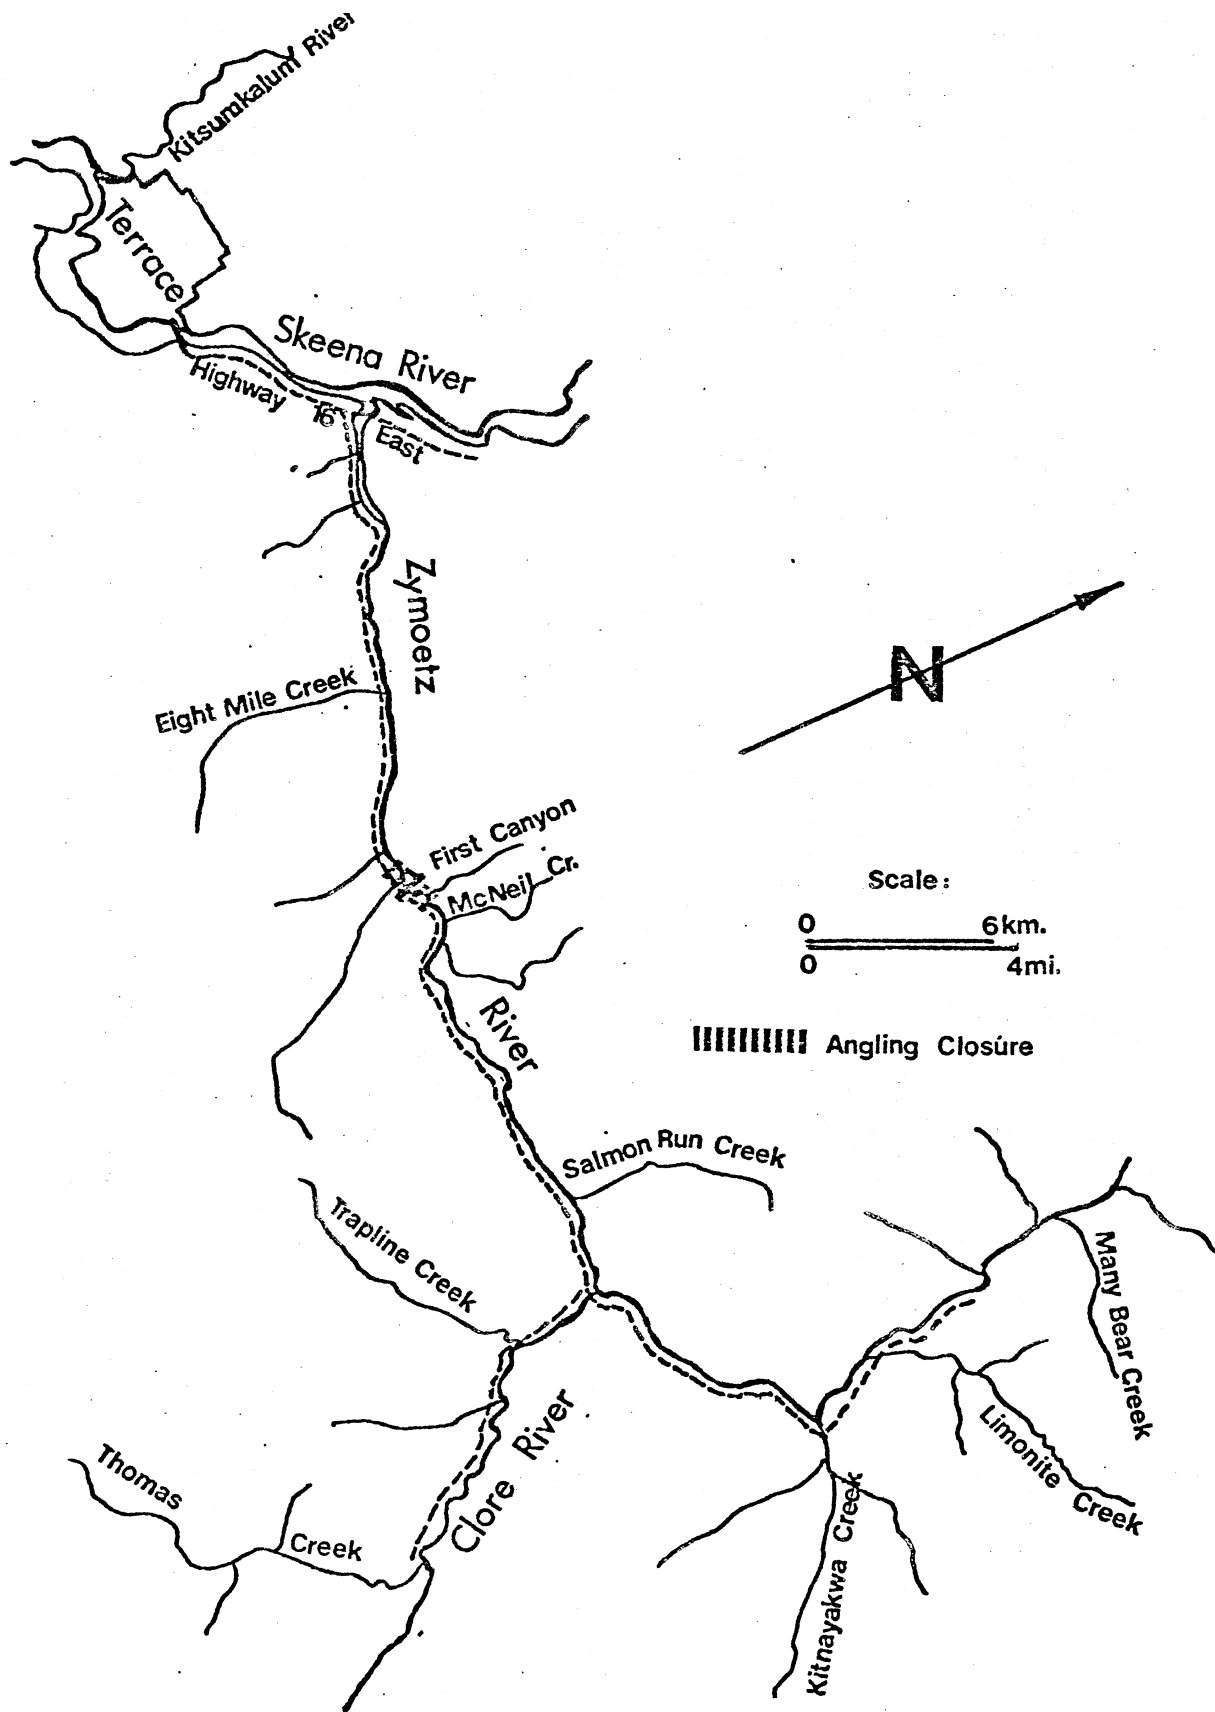 Kitsumkalum River
Terrace
Skeena River
Highway
16
East
Zymoetz
Eight Mile Creek
N
First Canyon
McNeil Cr.
Scale:
0 6km.
0 4mi.
River
Angling Closure
Salmon Run Creek
Trapline Creek
Many Bear Creek
Clore River
Limonite Creek
Thomas
Creek
Kitnayakwa Creek